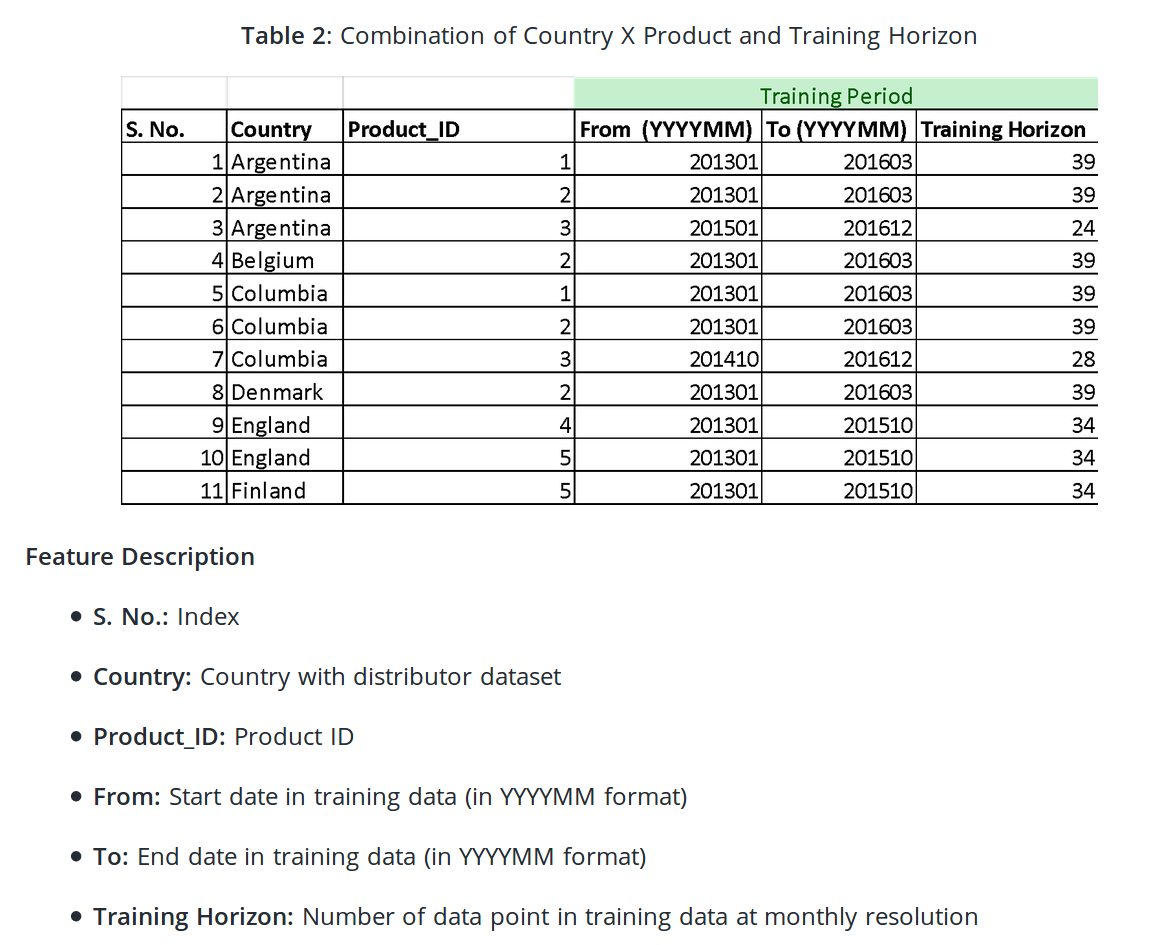 Table 2: Combination of Country X Product and Training Horizon
Training Period
S. No. Country Product_ID From (YYYYMM) To (YYYYMM) Training Horizon
1 Argentina 1 201301 201603 39
2 Argentina 2 201301 201603 39
3 Argentina 3 201501 201612 24
4 Belgium 2 201301 201603 39
5 Columbia 1 201301 201603 39
6 Columbia 2 201301 201603 39
7 Columbia 3 201410 201612 28
8 Denmark 2 201301 201603 39
9 England 4 201301 201510 34
10 England 5 201301 201510 34
11 Finland 5 201301 201510 34
Feature Description
• S. No.: Index
• Country: Country with distributor dataset
• Product_ID: Product ID
• From: Start date in training data (in YYYYMM format)
• To: End date in training data (in YYYYMM format)
• Training Horizon: Number of data point in training data at monthly resolution